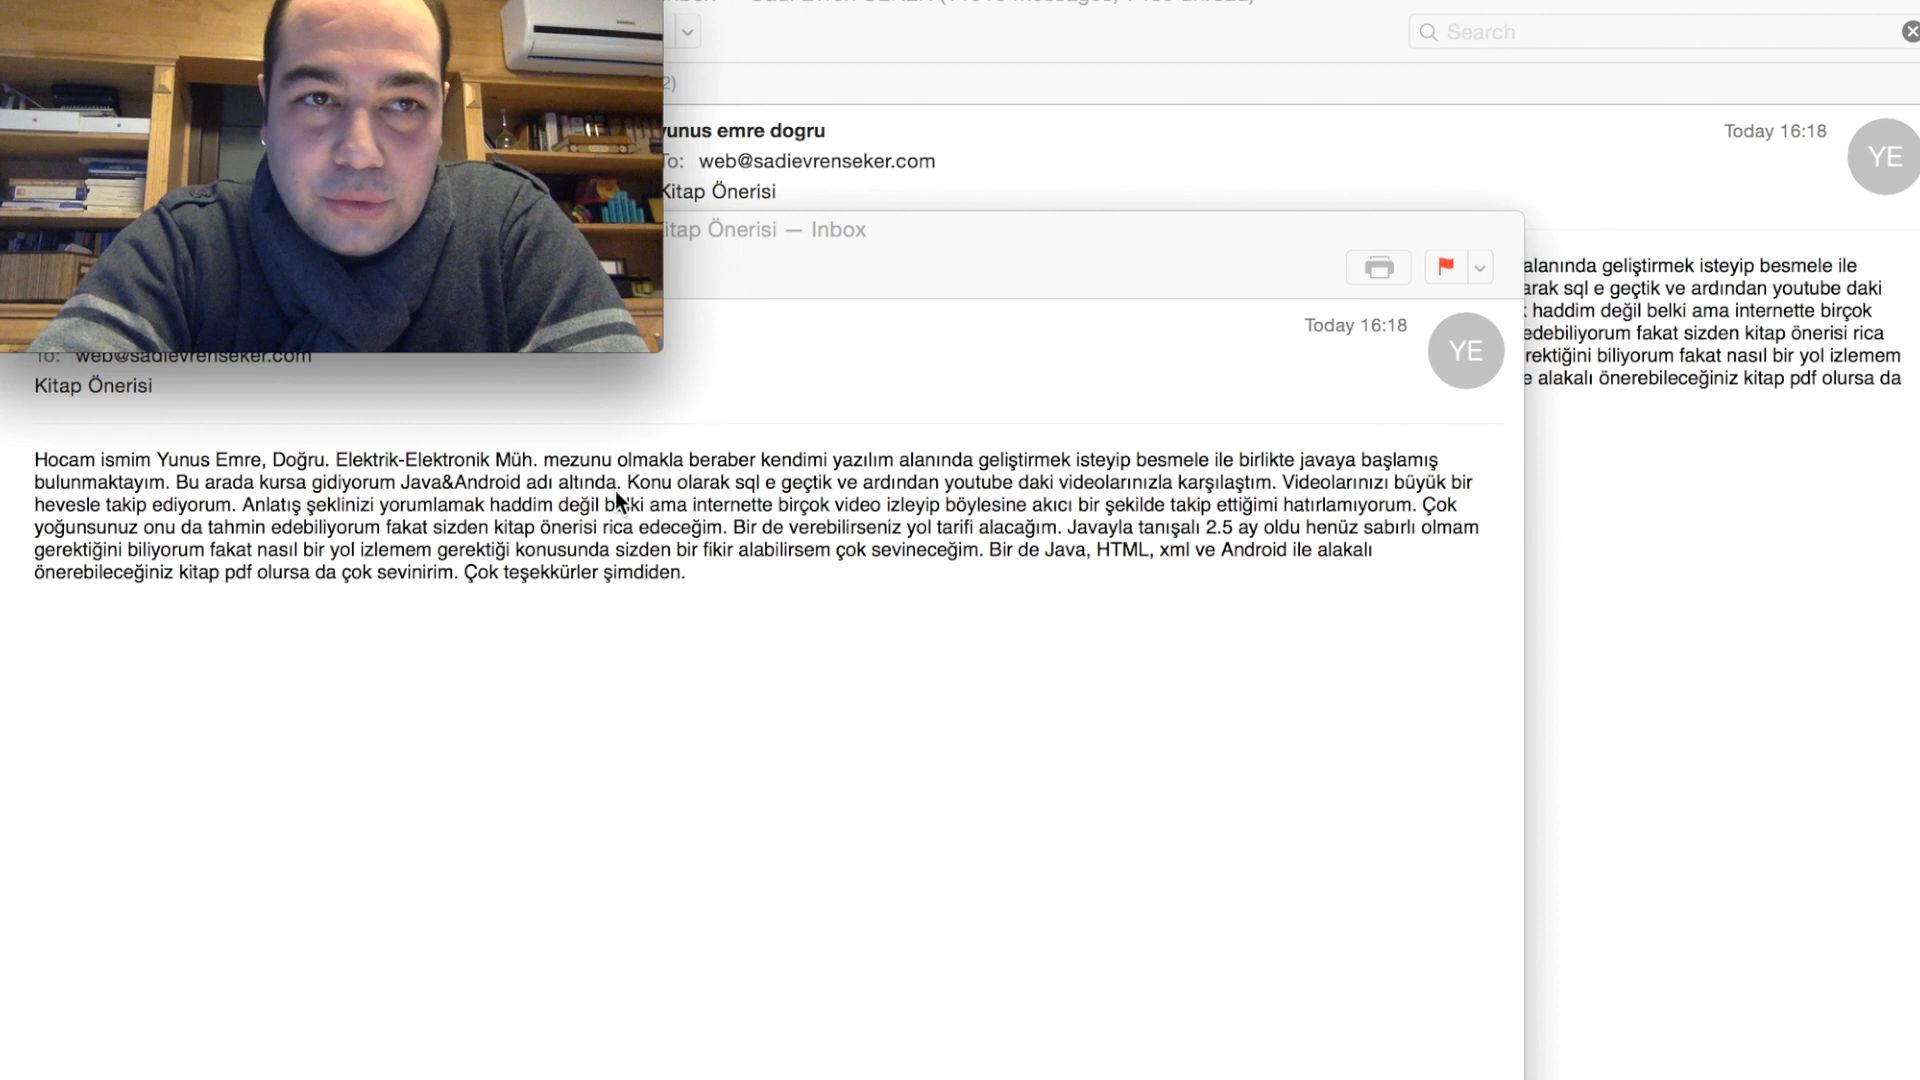 Search
2)
yunus emre dogru
Today 16:18
YE
To: web@sadievrenseker.com
Kitap Önerisi
itap Önerisi — Inbox
alanında geliştirmek isteyip besmele ile
arak sql e geçtik ve ardından youtube daki
haddim değil belki ama internette birçok
edebiliyorum fakat sizden kitap önerisi rica
rektiğini biliyorum fakat nasıl bir yol izlemem
e alakalı önerebileceğiniz kitap pdf olursa da
Today 16:18
YE
To: web@sadievrenseker.com
Kitap Önerisi
Hocam ismim Yunus Emre, Doğru. Elektrik-Elektronik Müh. mezunu olmakla beraber kendimi yazılım alanında geliştirmek isteyip besmele ile birlikte javaya başlamış
bulunmaktayım. Bu arada kursa gidiyorum Java&Android adı altında. Konu olarak sql e geçtik ve ardından youtube daki videolarınızla karşılaştım. Videolarınızı büyük bir
hevesle takip ediyorum. Anlatış şeklinizi yorumlamak haddim değil belki ama internette birçok video izleyip böylesine akıcı bir şekilde takip ettiğimi hatırlamıyorum. Çok
yoğunsunuz onu da tahmin edebiliyorum fakat sizden kitap önerisi rica edeceğim. Bir de verebilirseniz yol tarifi alacağım. Javayla tanışalı 2.5 ay oldu henüz sabırlı olmam
gerektiğini biliyorum fakat nasıl bir yol izlemem gerektiği konusunda sizden bir fikir alabilirsem çok sevineceğim. Bir de Java, HTML, xml ve Android ile alakalı
önerebileceğiniz kitap pdf olursa da çok sevinirim. Çok teşekkürler şimdiden.